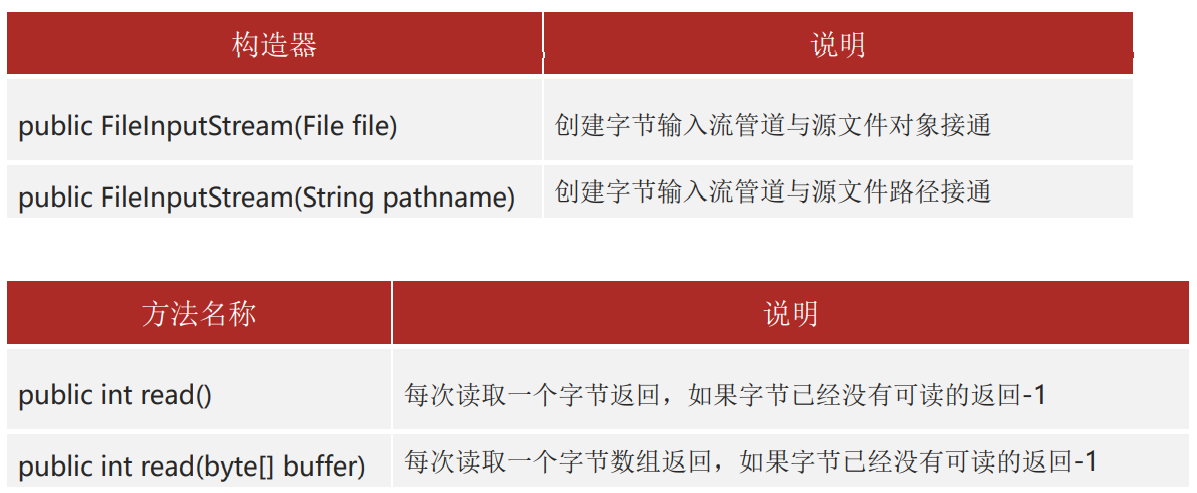 构造器 说明
public FileInputStream(File file) 创建字节输入流管道与源文件对象接通
public FileInputStream(String pathname) 创建字节输入流管道与源文件路径接通
方法名称 说明
public int read() 每次读取一个字节返回，如果字节已经没有可读的返回-1
public int read(byte[] buffer) 每次读取一个字节数组返回，如果字节已经没有可读的返回-1